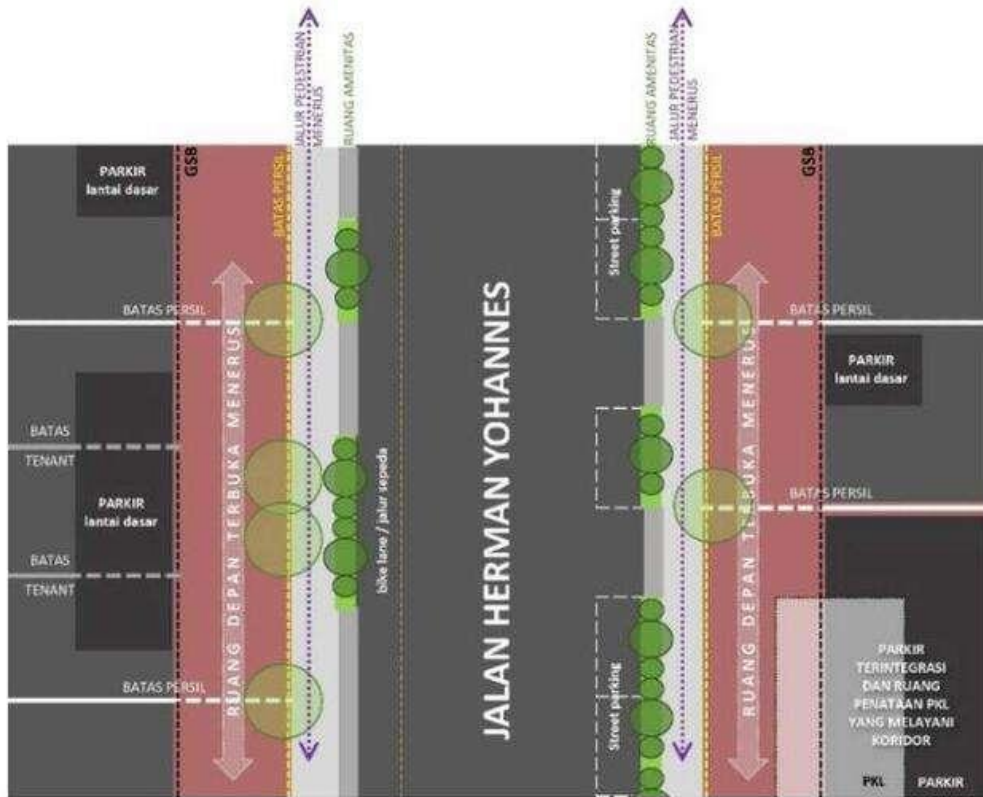 JALUR PEDESTRIAN
MENERUS
RUANG AMENITAS
RUANG AMENITAS
JALUR PEDESTRIAN
MENERUS
PARKIR
lantai dasar
GSB
BATAS PERSIL
Street parking
BATAS PERSIL
GSB
BATAS PERSIL
BATAS PERSIL
RUANG DEPAN TERBUKA MENERUS
JALAN HERMAN YOHANNES
RUANG DEPAN TERBUKA MENERUS
PARKIR
lantai dasar
BATAS
TENANT
PARKIR
lantai dasar
bike lane / jalur sepeda
BATAS PERSIL
BATAS
TENANT
BATAS PERSIL
Street parking
PARKIR
TERINTEGRASI
DAN RUANG
PENATAAN PKL
YANG MELAYANI
KORIDOR
PKL
PARKIR